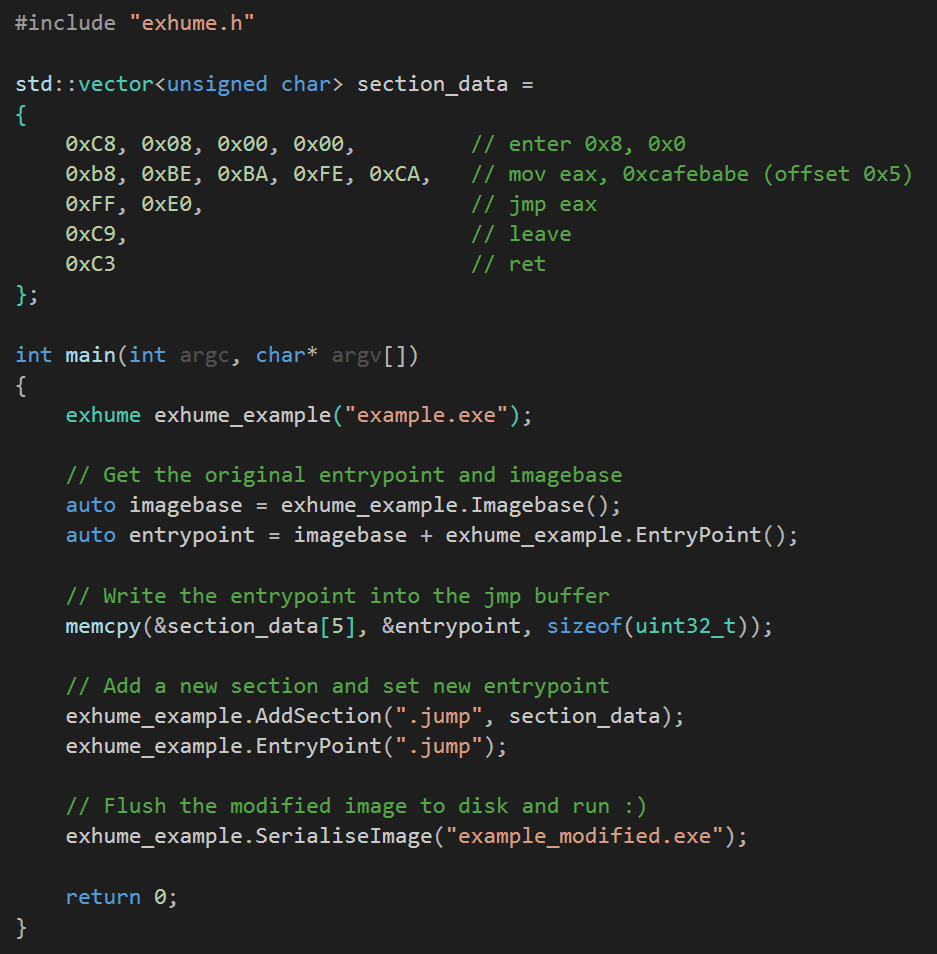 #include "exhume.h"
std::vector<unsigned char> section_data =
{
    0xC8, 0x08, 0x00, 0x00,         // enter 0x8, 0x0
    0xb8, 0xBE, 0xBA, 0xFE, 0xCA,   // mov eax, 0xcafebabe (offset 0x5)
    0xFF, 0xE0,                     // jmp eax
    0xC9,                           // leave
    0xC3                            // ret
};
int main(int argc, char* argv[])
{
    exhume exhume_example("example.exe");
    // Get the original entrypoint and imagebase
    auto imagebase = exhume_example.Imagebase();
    auto entrypoint = imagebase + exhume_example.EntryPoint();
    // Write the entrypoint into the jmp buffer
    memcpy(&section_data[5], &entrypoint, sizeof(uint32_t));
    // Add a new section and set new entrypoint
    exhume_example.AddSection(".jump", section_data);
    exhume_example.EntryPoint(".jump");
    // Flush the modified image to disk and run :)
    exhume_example.SerialiseImage("example_modified.exe");
    return 0;
}